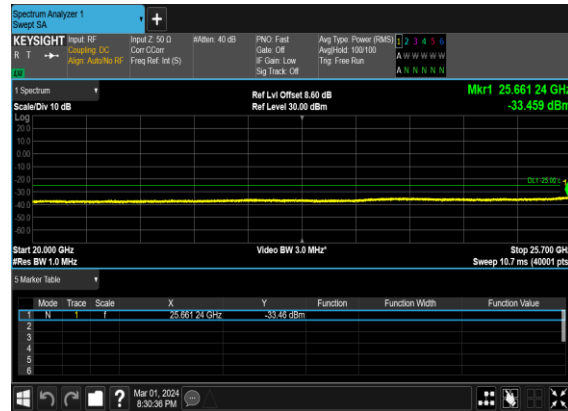 Spectrum Analyzer 1
Swept SA
+
KEYSIGHT
R T
LW
Input: RF
Coupling: DC
Align: Auto/No RF
Input Z: 50 Ω
Corr CCorr
Freq Ref: Int (S)
#Atten: 40 dB
PNO: Fast
Gate: Off
IF Gain: Low
Sig Track: Off
Avg Type: Power (RMS)
Avg|Hold: 100/100
Trig: Free Run
1 2 3 4 5 6
A W W W W W
A N N N N N
1 Spectrum
Scale/Div 10 dB
Ref Lvl Offset 8.60 dB
Ref Level 30.00 dBm
Mkr1 25.661 24 GHz
-33.459 dBm
Log
20.0
10.0
0.00
-10.0
-20.0
-30.0
-40.0
-50.0
-60.0
DL1 -25.00
1
Start 20.000 GHz
#Res BW 1.0 MHz
Video BW 3.0 MHz*
Stop 25.700 GHz
Sweep 10.7 ms (40001 pts
5 Marker Table
Mode Trace Scale X Y Function Function Width Function Value
1 N 1 f 25.661 24 GHz -33.46 dBm
2
3
4
5
6
?
Mar 01, 2024
8:30:36 PM